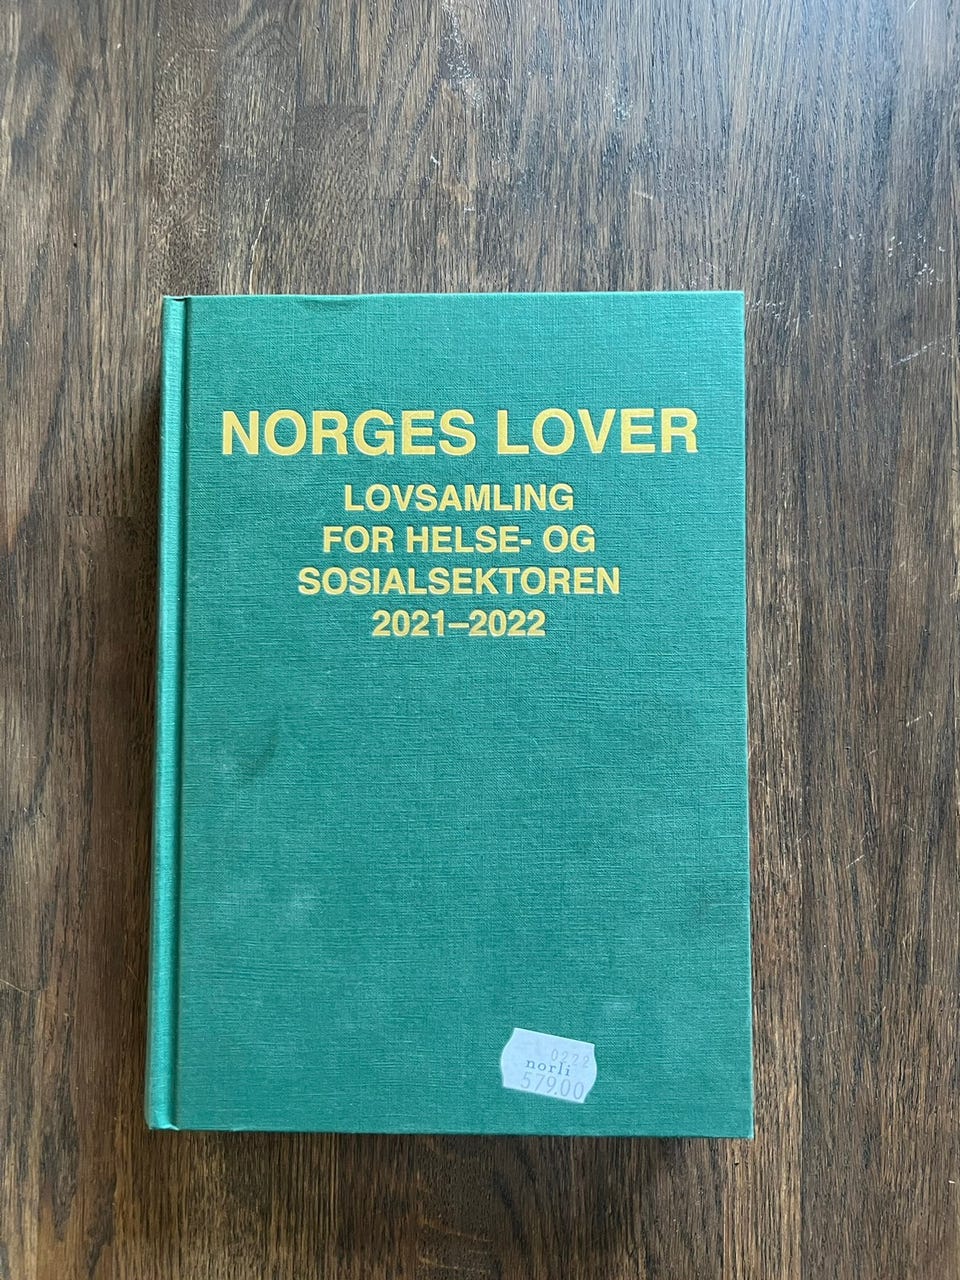 NORGES LOVER
LOVSAMLING
FOR HELSE- OG
SOSIALSEKTOREN
2021–2022
0222
norli
579.00